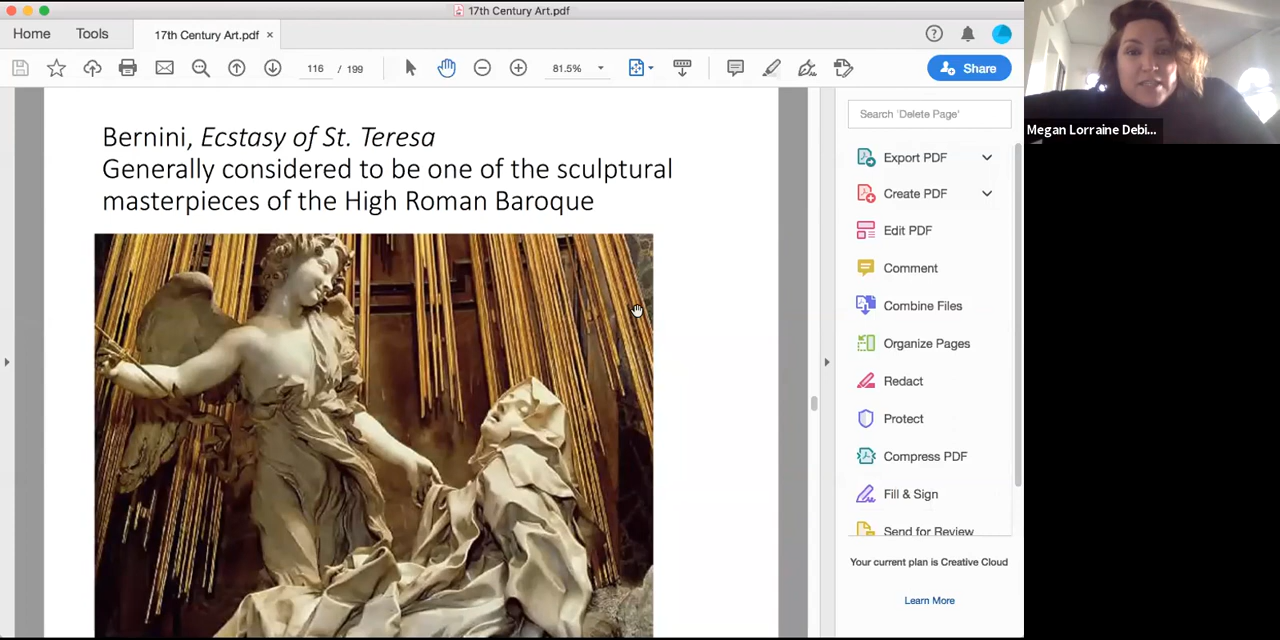 17th Century Art.pdf
Home
Tools
17th Century Art.pdf ×
116 / 199
81.5%
Share
Bernini, Ecstasy of St. Teresa
Generally considered to be one of the sculptural
masterpieces of the High Roman Baroque
Search 'Delete Page'
Export PDF
Create PDF
Edit PDF
Comment
Combine Files
Organize Pages
Redact
Protect
Compress PDF
Fill & Sign
Send for Review
Your current plan is Creative Cloud
Learn More
Megan Lorraine Debi...